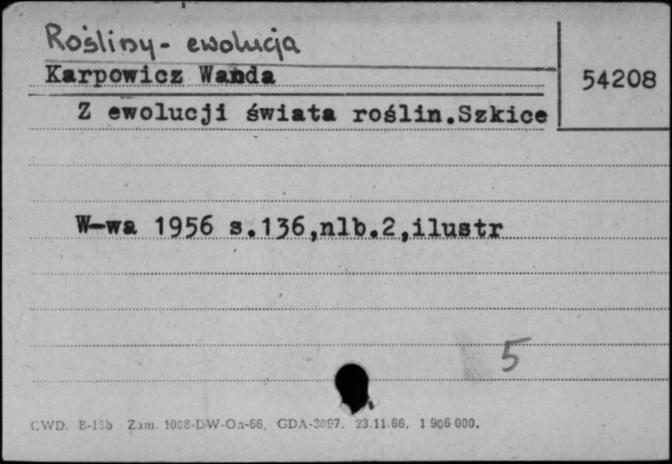 Rośliny - ewolucja
Karpowicz Wanda
54208
Z ewolucji świata roślin.Szkice
W-wa 1956 s.136,nlb.2,ilustr
5
CWD. B-15b Zam. 1008-DW-Oa-66. GDA-3097. 23.11.66. 1 906 000.